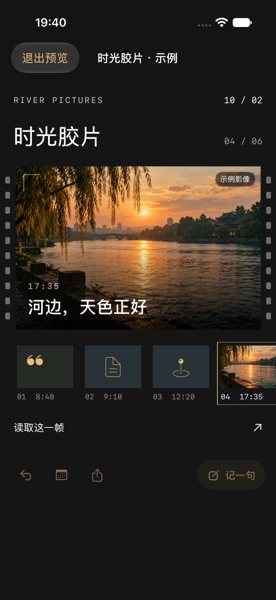 19:40
退出预览 时光胶片 · 示例
RIVER PICTURES 10 / 02
时光胶片 04 / 06
示例影像
17:35
河边，天色正好
01 8:40 02 9:10 03 12:20 04 17:35
读取这一帧
记一句